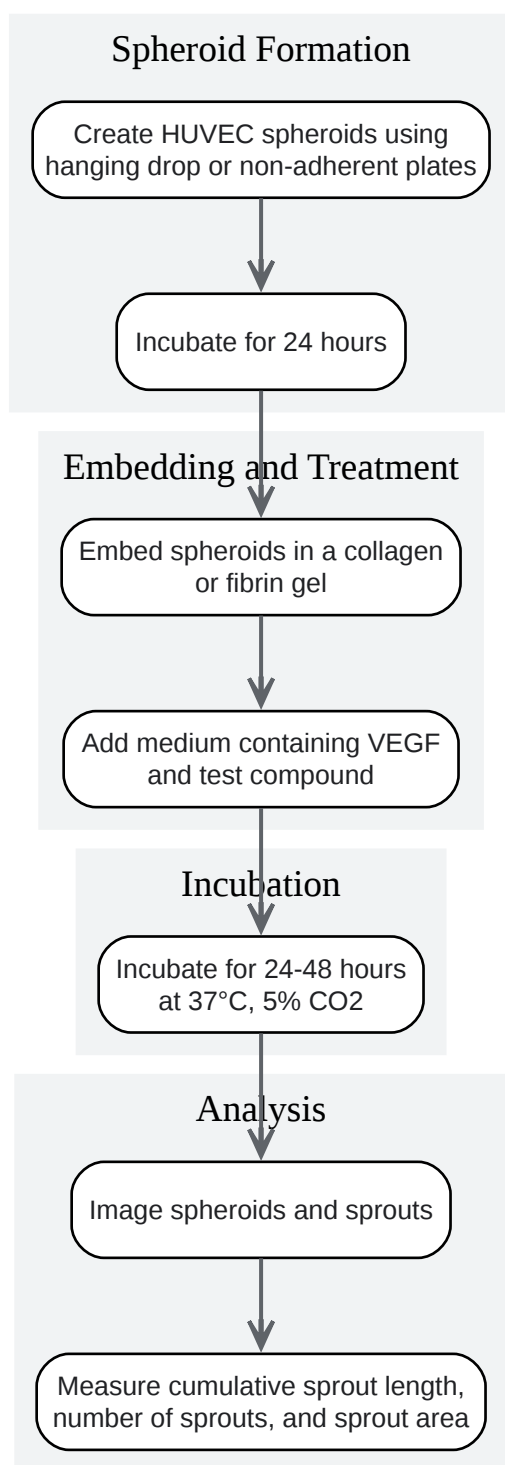 Spheroid Formation
Create HUVEC spheroids using
hanging drop or non-adherent plates
Incubate for 24 hours
Embedding and Treatment
Embed spheroids in a collagen
or fibrin gel
Add medium containing VEGF
and test compound
Incubation
Incubate for 24-48 hours
at 37°C, 5% CO2
Analysis
Image spheroids and sprouts
Measure cumulative sprout length,
number of sprouts, and sprout area